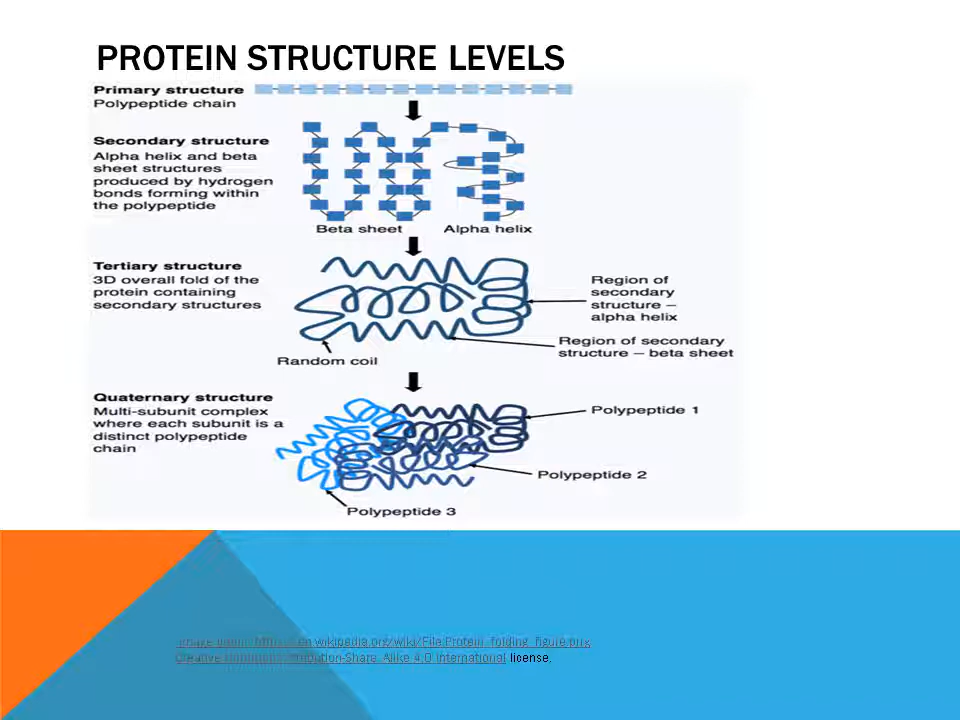 PROTEIN STRUCTURE LEVELS
Primary structure
Polypeptide chain
Secondary structure
Alpha helix and beta
sheet structures
produced by hydrogen
bonds forming within
the polypeptide
Beta sheet
Alpha helix
Tertiary structure
3D overall fold of the
protein containing
secondary structures
Region of
secondary
structure –
alpha helix
Region of secondary
structure – beta sheet
Random coil
Quaternary structure
Multi-subunit complex
where each subunit is a
distinct polypeptide
chain
Polypeptide 1
Polypeptide 2
Polypeptide 3
en.wikipedia.org/wiki/File:Protein_folding_figure.png
Creative Commons Attribution-Share Alike 4.0 International license.